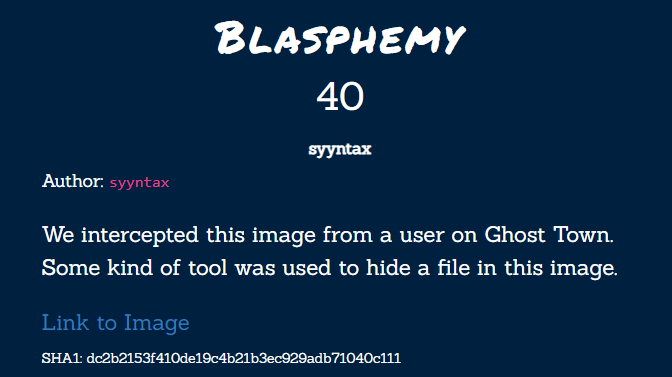 Blasphemy
40
syyntax
Author: syyntax
We intercepted this image from a user on Ghost Town.
Some kind of tool was used to hide a file in this image.
Link to Image
SHA1: dc2b2153f410de19c4b21b3ec929adb71040c111